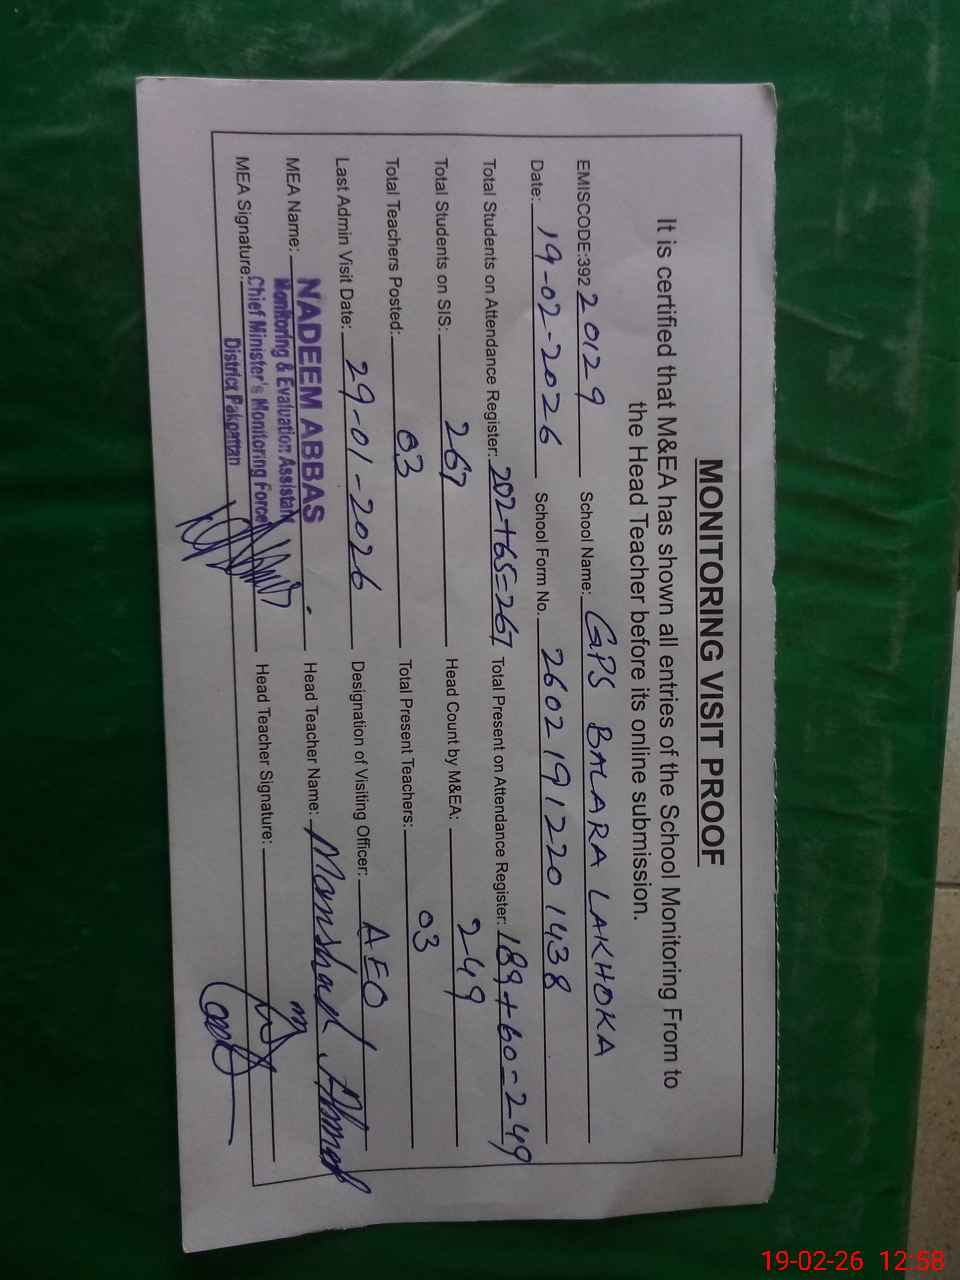 MONITORING VISIT PROOF
It is certified that M&EA has shown all entries of the School Monitoring From to
the Head Teacher before its online submission.
EMISCODE:392 20129 School Name: GPS BALARA LAKHOKA
Date: 19-02-2026 School Form No. 2602191220 1438
Total Students on Attendance Register: 202+65=267 Total Present on Attendance Register: 189+60=249
Total Students on SIS: 267 Head Count by M&EA: 249
Total Teachers Posted: 03 Total Present Teachers: 03
Last Admin Visit Date: 29-01-2026 Designation of Visiting Officer: AEO
MEA Name: NADEEM ABBAS Head Teacher Name: Manshad Ahmed
Monitoring & Evaluation Assistant
MEA Signature: Chief Minister's Monitoring Force Head Teacher Signature:
District Pakpattan
19-02-26 12:58